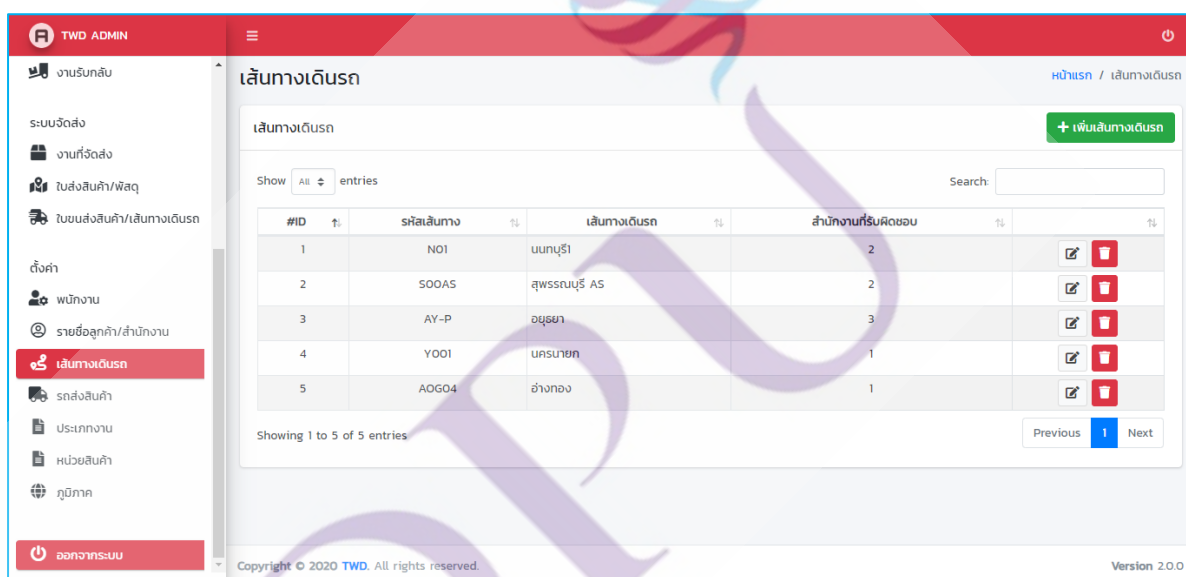 TWD ADMIN
งานรับกลับ
ระบบจัดส่ง
งานที่จัดส่ง
ใบส่งสินค้า/พัสดุ
ใบขนส่งสินค้า/เส้นทางเดินรถ
ตั้งค่า
พนักงาน
รายชื่อลูกค้า/สำนักงาน
เส้นทางเดินรถ
รถส่งสินค้า
ประเภทงาน
หน่วยสินค้า
ภูมิภาค
ออกจากระบบ
เส้นทางเดินรถ
หน้าแรก / เส้นทางเดินรถ
เส้นทางเดินรถ
+ เพิ่มเส้นทางเดินรถ
Show All entries
Search:
#ID รหัสเส้นทาง เส้นทางเดินรถ สำนักงานที่รับผิดชอบ
1 N01 นนทบุรี1 2
2 S00AS สุพรรณบุรี AS 2
3 AY-P อยุธยา 3
4 Y001 นครนายก 1
5 AOG04 อ่างทอง 1
Showing 1 to 5 of 5 entries
Previous 1 Next
Copyright © 2020 TWD. All rights reserved.
Version 2.0.0
DPU